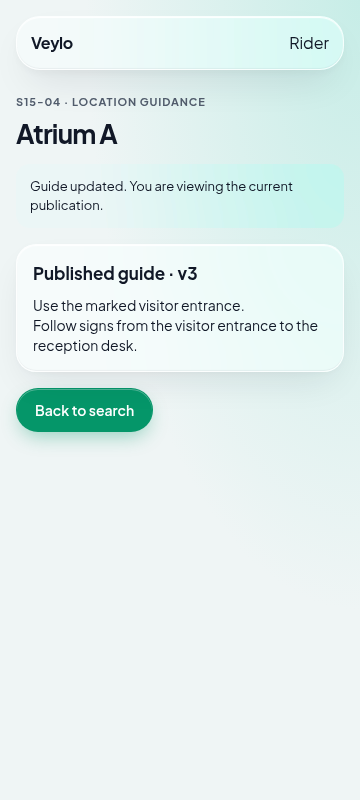 Veylo
Rider
S15-04 · LOCATION GUIDANCE
Atrium A
Guide updated. You are viewing the current
publication.
Published guide · v3
Use the marked visitor entrance.
Follow signs from the visitor entrance to the
reception desk.
Back to search